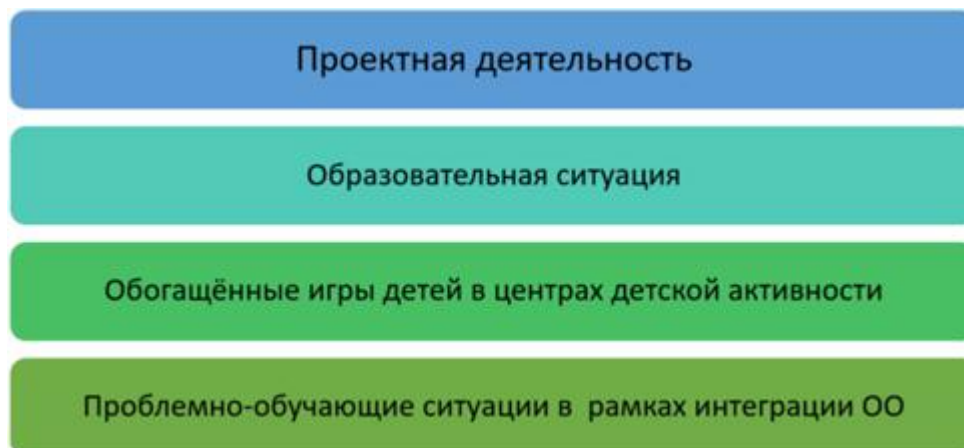 Проектная деятельность
Образовательная ситуация
Обогащённые игры детей в центрах детской активности
Проблемно-обучающие ситуации в рамках интеграции ОО